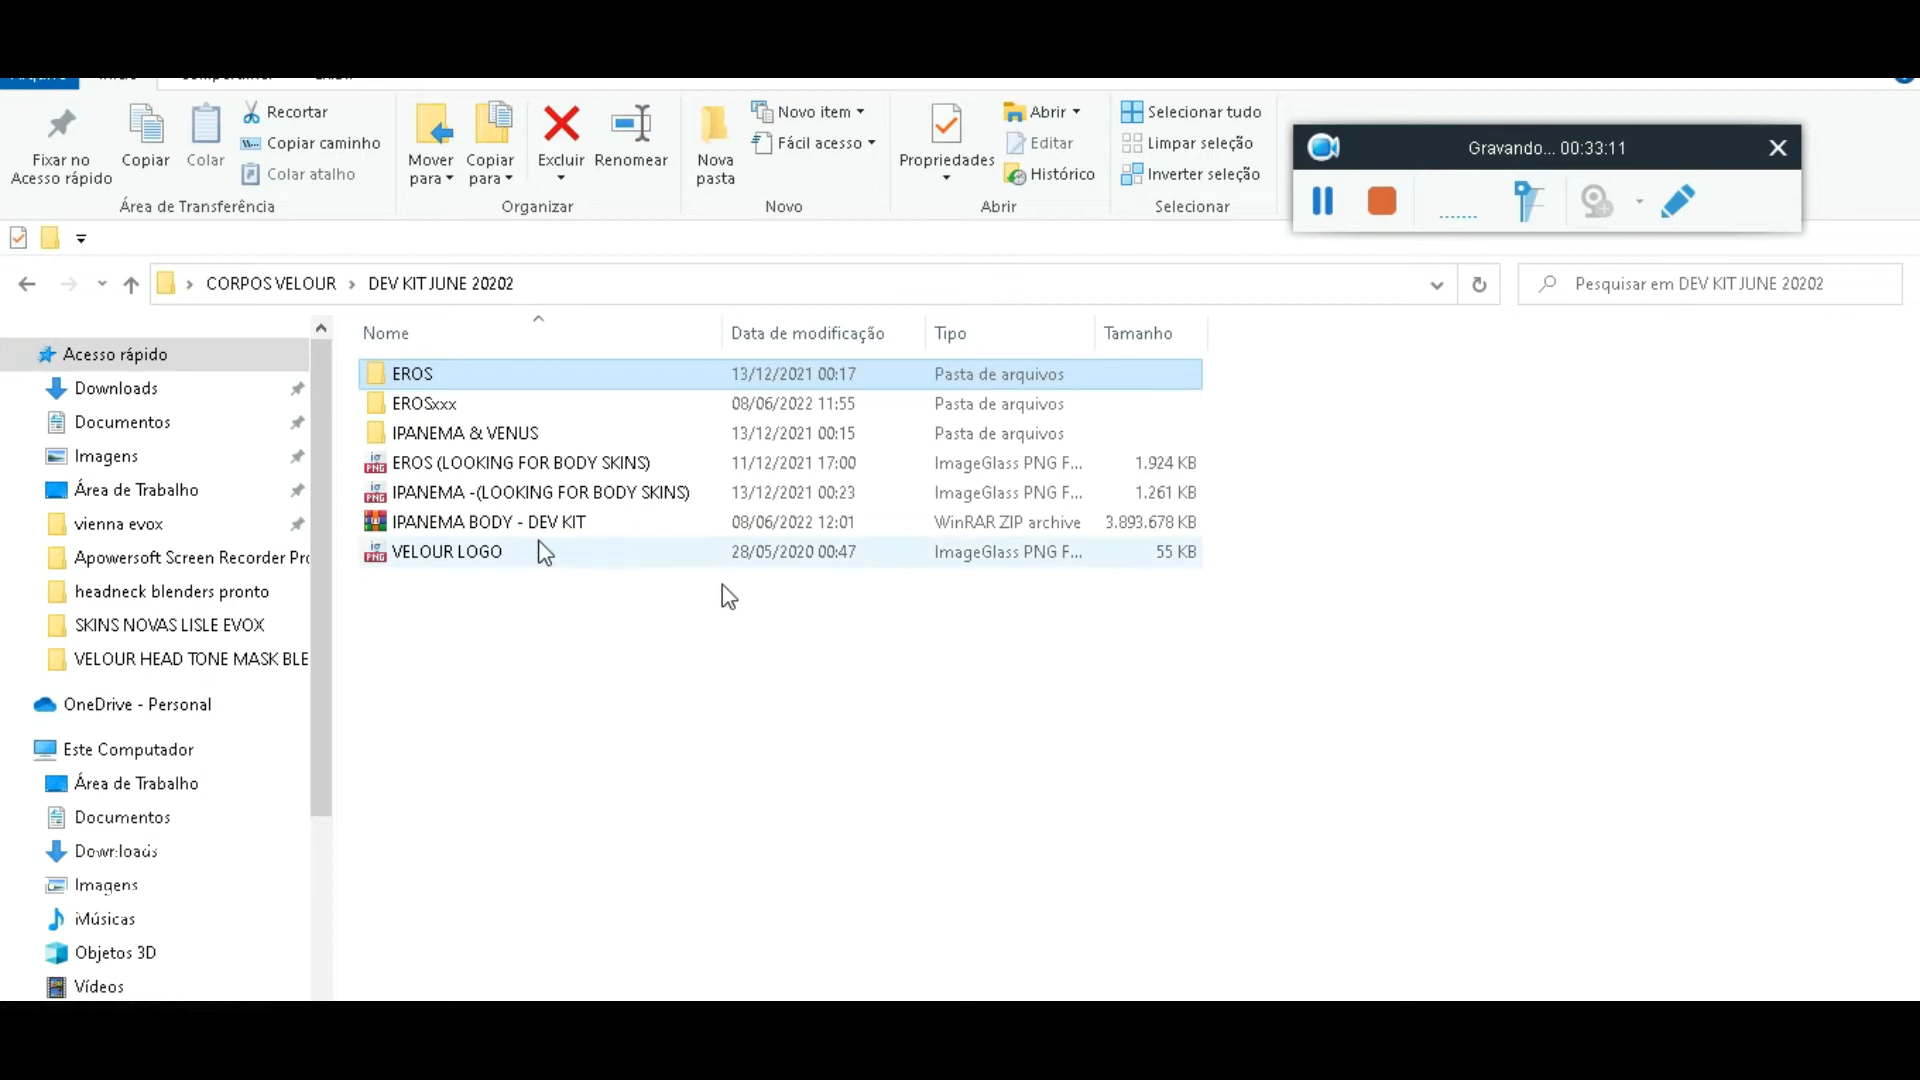 Recortar
Copiar caminho
Colar atalho
Fixar no
Acesso rápido
Copiar
Colar
Área de Transferência
Mover
para
Copiar
para
Excluir
Renomear
Organizar
Nova
pasta
Novo item
Fácil acesso
Novo
Propriedades
Abrir
Editar
Histórico
Abrir
Selecionar tudo
Limpar seleção
Inverter seleção
Selecionar
Gravando... 00:33:11
CORPOS VELOUR > DEV KIT JUNE 20202
Pesquisar em DEV KIT JUNE 20202
Acesso rápido
Downloads
Documentos
Imagens
Área de Trabalho
vienna evox
Apowersoft Screen Recorder Pro
headneck blenders pronto
SKINS NOVAS LISLE EVOX
VELOUR HEAD TONE MASK BLE
OneDrive - Personal
Este Computador
Área de Trabalho
Documentos
Downloads
Imagens
Músicas
Objetos 3D
Vídeos
Nome Data de modificação Tipo Tamanho
EROS 13/12/2021 00:17 Pasta de arquivos
EROSxxx 08/06/2022 11:55 Pasta de arquivos
IPANEMA & VENUS 13/12/2021 00:15 Pasta de arquivos
EROS (LOOKING FOR BODY SKINS) 11/12/2021 17:00 ImageGlass PNG F... 1.924 KB
IPANEMA -(LOOKING FOR BODY SKINS) 13/12/2021 00:23 ImageGlass PNG F... 1.261 KB
IPANEMA BODY - DEV KIT 08/06/2022 12:01 WinRAR ZIP archive 3.893.678 KB
VELOUR LOGO 28/05/2020 00:47 ImageGlass PNG F... 55 KB